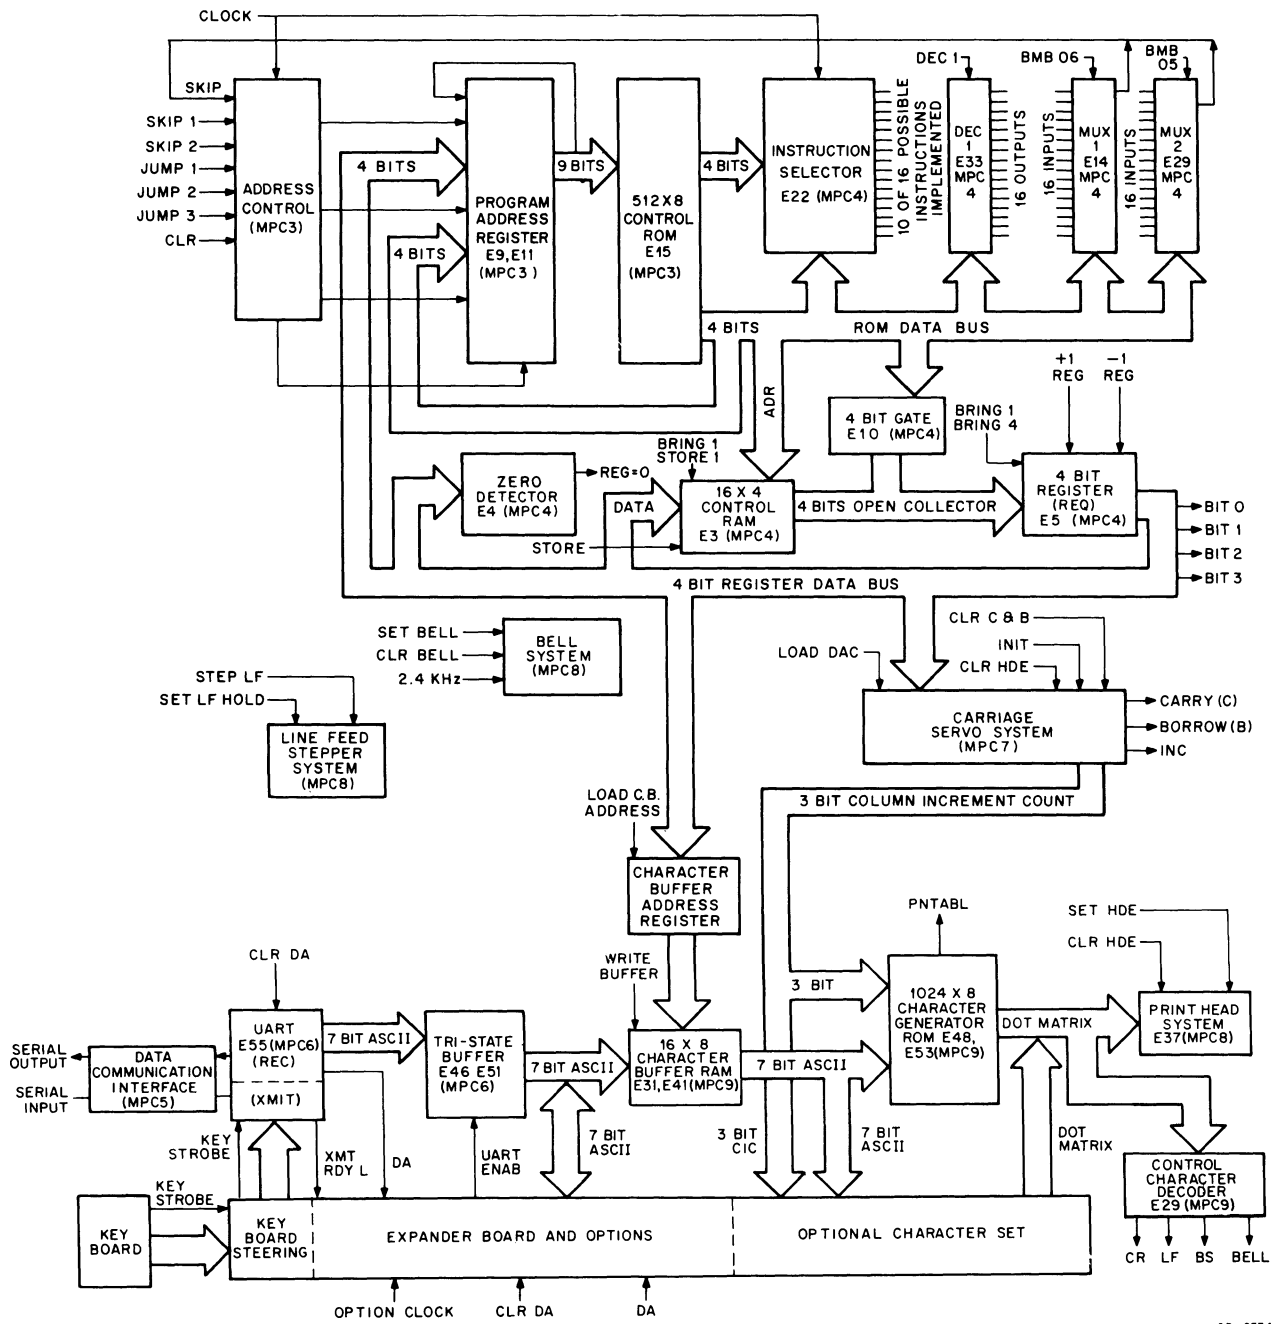 CLOCK
SKIP
SKIP 1
SKIP 2
JUMP 1
JUMP 2
JUMP 3
CLR
ADDRESS
CONTROL
(MPC3)
4 BITS
4 BITS
PROGRAM
ADDRESS
REGISTER
E9,E11
(MPC3)
9 BITS
512X8
CONTROL
ROM
E15
(MPC3)
4 BITS
INSTRUCTION
SELECTOR
E22 (MPC4)
10 OF 16 POSSIBLE
INSTRUCTIONS
IMPLEMENTED
DEC 1
DEC
1
E33
MPC
4
16 OUTPUTS
BMB 06
16 INPUTS
MUX
1
E14
MPC
4
BMB
05
16 INPUTS
MUX
2
E29
MPC
4
4 BITS
ROM DATA BUS
ADR
4 BIT GATE
E10 (MPC4)
+1
REG
-1
REG
BRING 1
BRING 4
BRING 1
STORE 1
ZERO
DETECTOR
E4 (MPC4)
REG=0
DATA
STORE
16 X 4
CONTROL
RAM
E3 (MPC4)
4 BITS OPEN COLLECTOR
4 BIT
REGISTER
(REQ)
E5 (MPC4)
BIT 0
BIT 1
BIT 2
BIT 3
4 BIT REGISTER DATA BUS
SET BELL
CLR BELL
2.4 KHz
BELL
SYSTEM
(MPC8)
STEP LF
SET LF HOLD
LINE FEED
STEPPER
SYSTEM
(MPC8)
CLR C & B
INIT
LOAD DAC
CLR HDE
CARRIAGE
SERVO SYSTEM
(MPC7)
CARRY (C)
BORROW (B)
INC
3 BIT COLUMN INCREMENT COUNT
LOAD C.B.
ADDRESS
CHARACTER
BUFFER
ADDRESS
REGISTER
PNTABL
SET HDE
CLR HDE
CLR DA
WRITE
BUFFER
3 BIT
SERIAL
OUTPUT
SERIAL
INPUT
DATA
COMMUNICATION
INTERFACE
(MPC5)
UART
E55(MPC6)
(REC)
(XMIT)
7 BIT ASCII
TRI-STATE
BUFFER
E46 E51
(MPC6)
7 BIT ASCII
16 X 8
CHARACTER
BUFFER RAM
E31,E41(MPC9)
7 BIT ASCII
1024 X 8
CHARACTER
GENERATOR
ROM E48,
E53(MPC9)
DOT MATRIX
PRINT HEAD
SYSTEM
E37(MPC8)
KEY
STROBE
XMT
RDY L
DA
UART
ENAB
7 BIT
ASCII
3 BIT
CIC
7 BIT
ASCII
DOT
MATRIX
CONTROL
CHARACTER
DECODER
E29 (MPC9)
CR
LF
BS
BELL
KEY
BOARD
KEY
STROBE
KEY
BOARD
STEERING
EXPANDER BOARD AND OPTIONS
OPTIONAL CHARACTER SET
OPTION CLOCK
CLR DA
DA